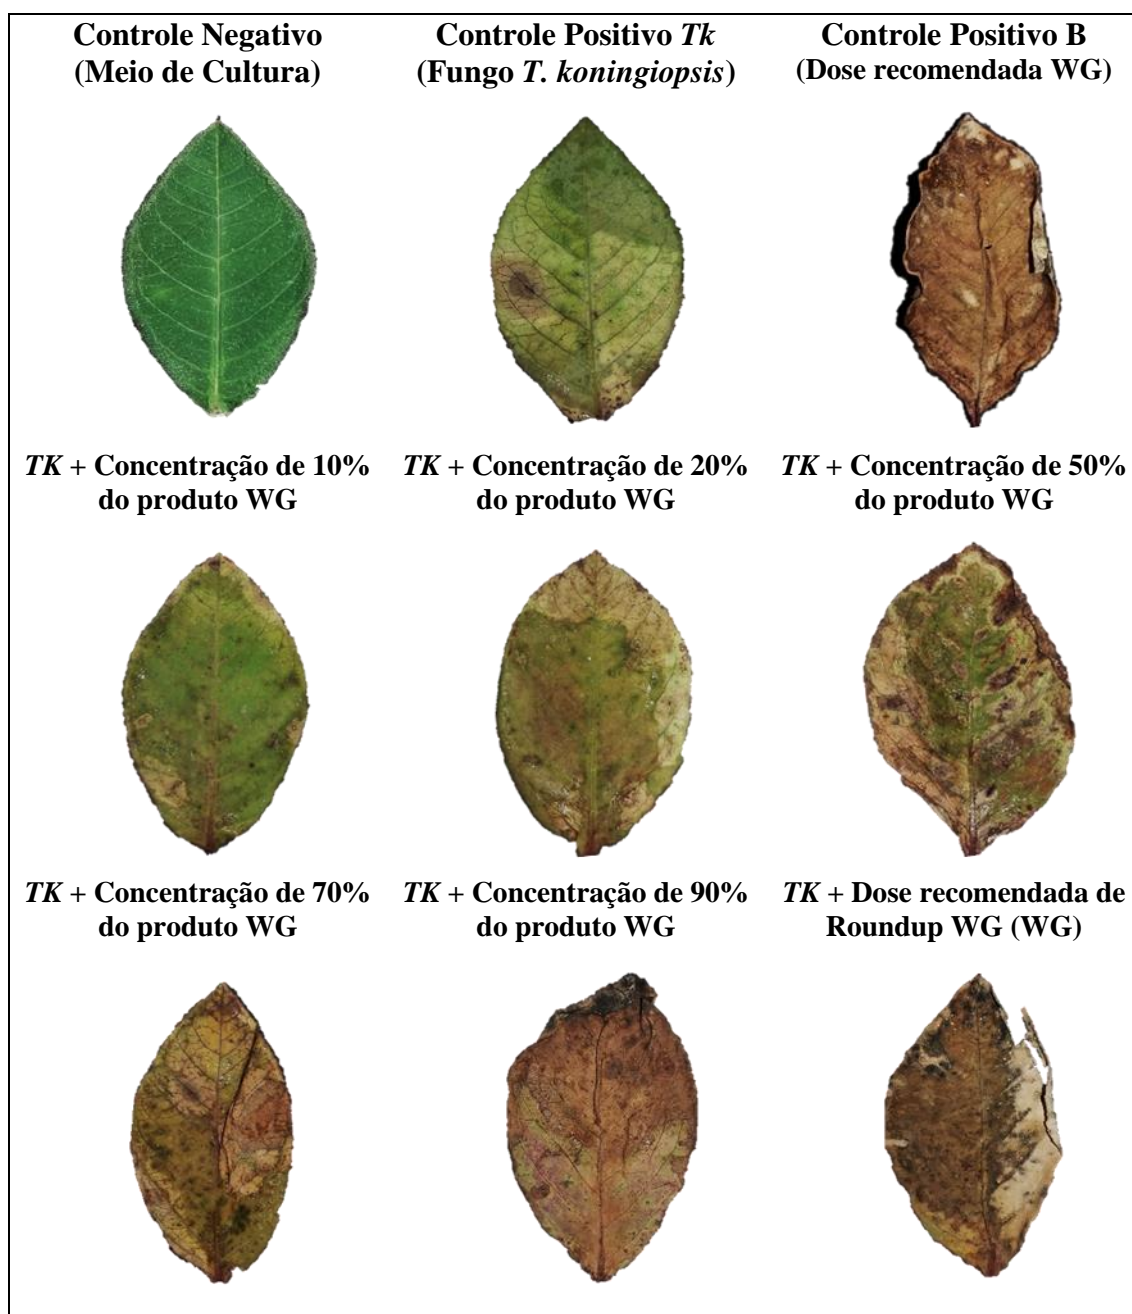 Controle Negativo
(Meio de Cultura)
Controle Positivo Tk
(Fungo T. koningiopsis)
Controle Positivo B
(Dose recomendada WG)
TK + Concentração de 10%
do produto WG
TK + Concentração de 20%
do produto WG
TK + Concentração de 50%
do produto WG
TK + Concentração de 70%
do produto WG
TK + Concentração de 90%
do produto WG
TK + Dose recomendada de
Roundup WG (WG)